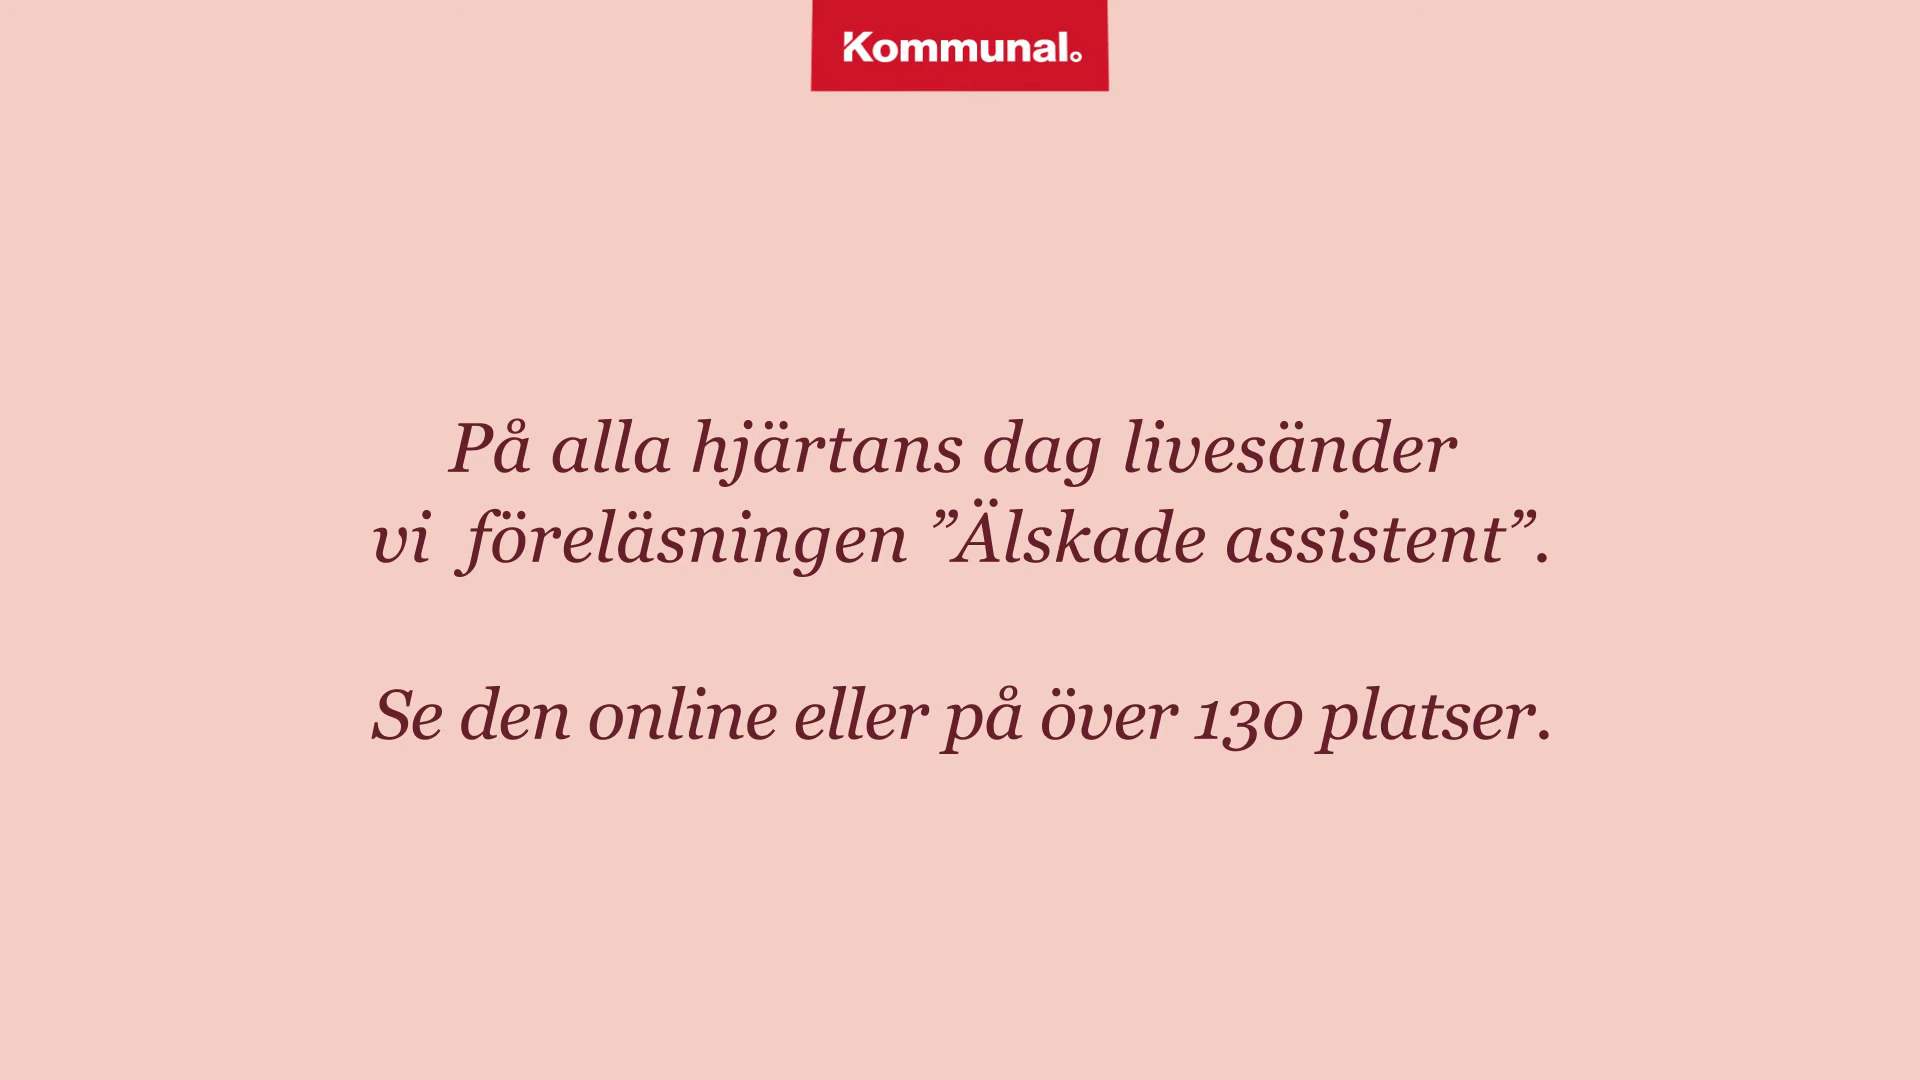 Kommunal.
På alla hjärtans dag livesänder
vi  föreläsningen ”Älskade assistent”.
Se den online eller på över 130 platser.